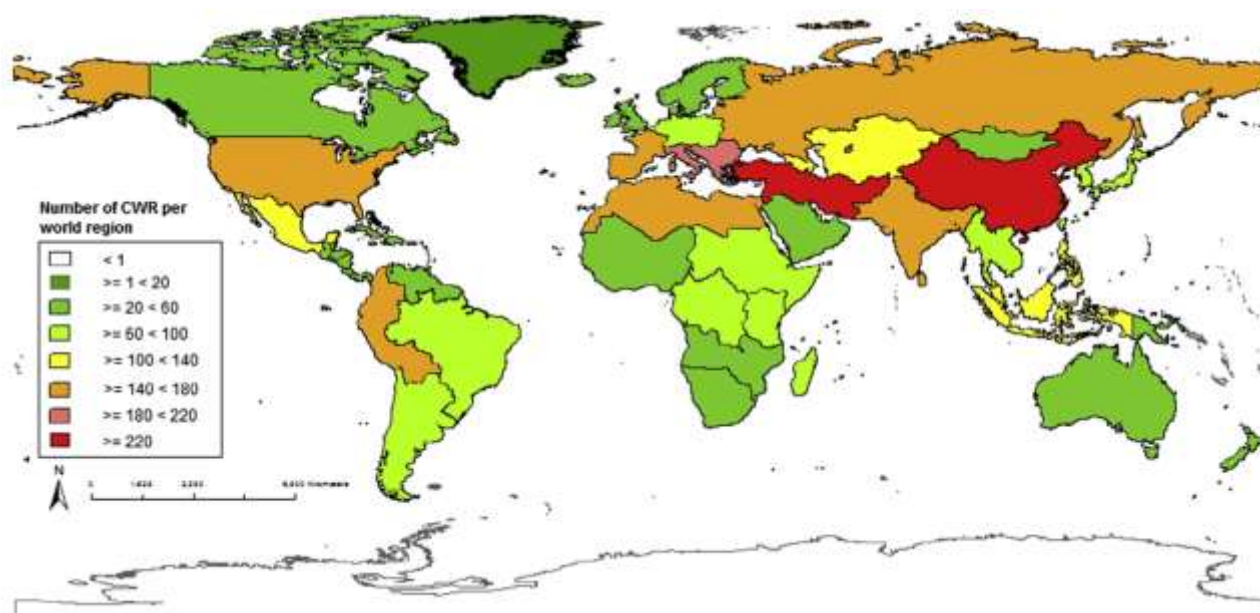 Number of CWR per
world region
< 1
>= 1 < 20
>= 20 < 60
>= 60 < 100
>= 100 < 140
>= 140 < 180
>= 180 < 220
>= 220
N
0